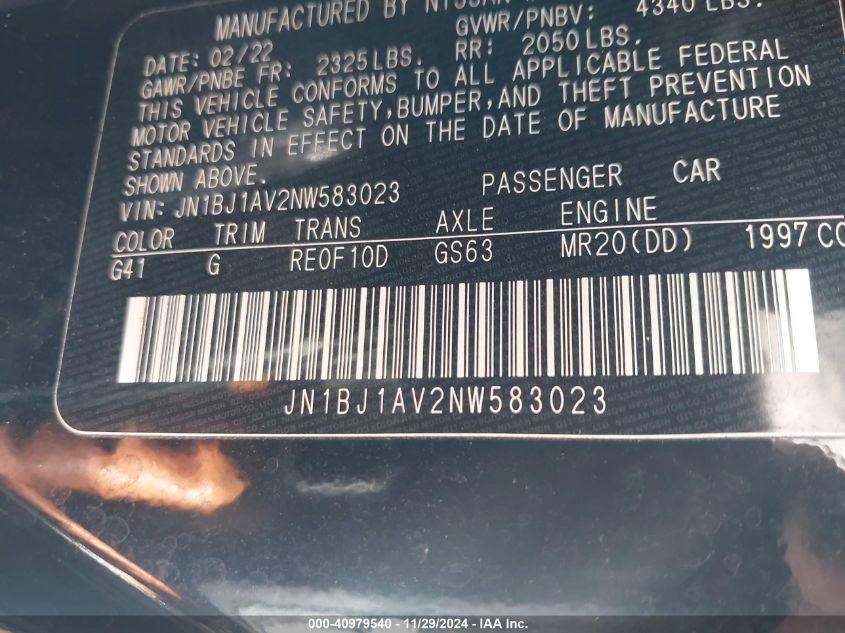 MANUFACTURED BY NISSAN
DATE: 02/22 GVWR/PNBV: 4340 LBS.
GAWR/PNBE FR: 2325LBS. RR: 2050LBS.
THIS VEHICLE CONFORMS TO ALL APPLICABLE FEDERAL
MOTOR VEHICLE SAFETY,BUMPER,AND THEFT PREVENTION
STANDARDS IN EFFECT ON THE DATE OF MANUFACTURE
SHOWN ABOVE.
VIN: JN1BJ1AV2NW583023 PASSENGER CAR
COLOR TRIM TRANS AXLE ENGINE
G41 G RE0F10D GS63 MR20(DD) 1997 CC
JN1BJ1AV2NW583023
000-40979540 - 11/29/2024 - IAA Inc.